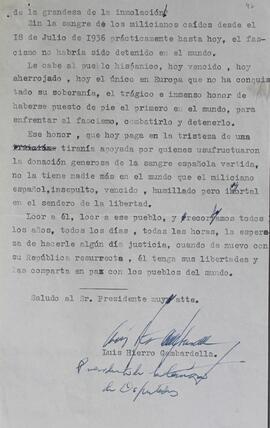 de la grandesa de la inmolación!
Sin la sangre de los milicianos caídos desde el
18 de Julio de 1936 prácticamente hasta hoy, el fas-
cismo no habría sido detenido en el mundo.
Le cabe al pueblo hispánico, hoy vencido , hoy
aherrojado , hoy el único en Europa que no ha conquis
tado su soberanía, el trágico e inmenso honor de
haberse puesto de pie el primero en el mundo, para
enfrentar al fascismo, combatirlo y detenerlo.
Ese honor , que hoy paga en la tristeza de una
tiranía apoyada por quienes usufructuaron
la donación generosa de la sangre española vertida,
no la tiene nadie más en el mundo que el miliciano
español,insepulto, vencido , humillado pero inmortal
en el sendero de la libertad.
Loor a él, loor a ese pueblo, y todos
los años, todos los días , todas las horas, la espera
sa de hacerle algún día justicia, cuando de nuevo con
su República resurrecta , él tenga sus libertades y
las comparta en paz con los pueblos del mundo.
Saludo al Sr. Presidente muy atte.
Luis Hierro Gambardella.
Presidente de la
de Diputados